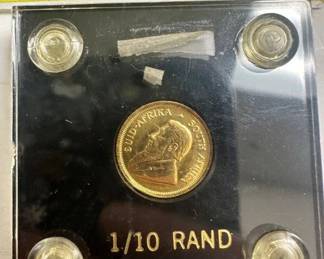 SUID-AFRIKA · SOUTH AFRICA
1/10 RAND